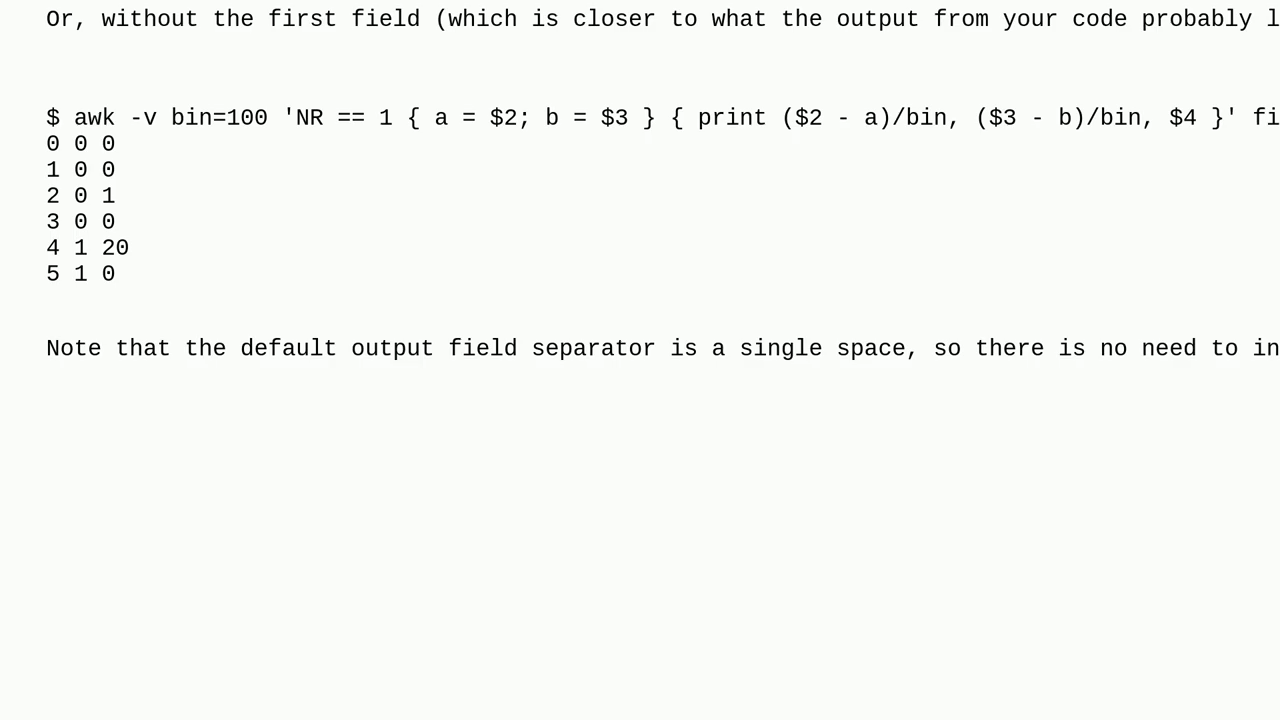 Or, without the first field (which is closer to what the output from your code probably
$ awk -v bin=100 'NR == 1 { a = $2; b = $3 } { print ($2 - a)/bin, ($3 - b)/bin, $4 }' fi
0 0 0
1 0 0
2 0 1
3 0 0
4 1 20
5 1 0
Note that the default output field separator is a single space, so there is no need to in